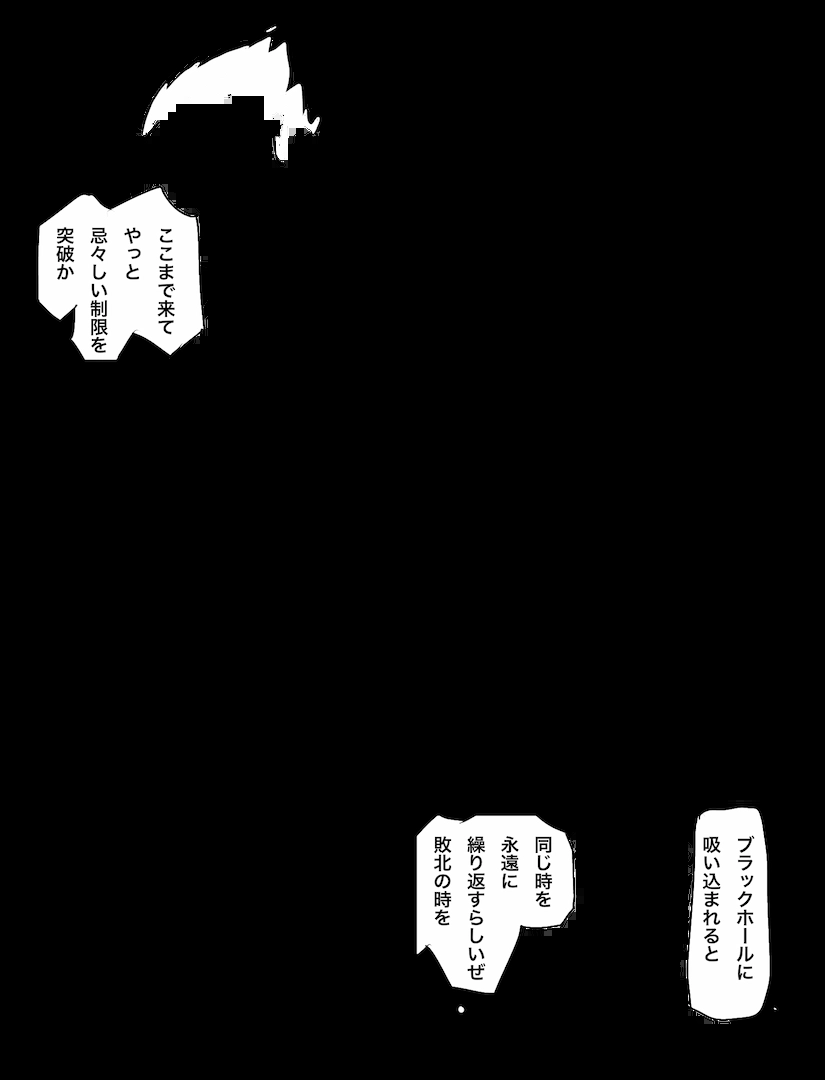 ここまで来て
やっと
忌々しい制限を
突破か
ブラックホールに
吸い込まれると
同じ時を
永遠に
繰り返すらしいぜ
敗北の時を